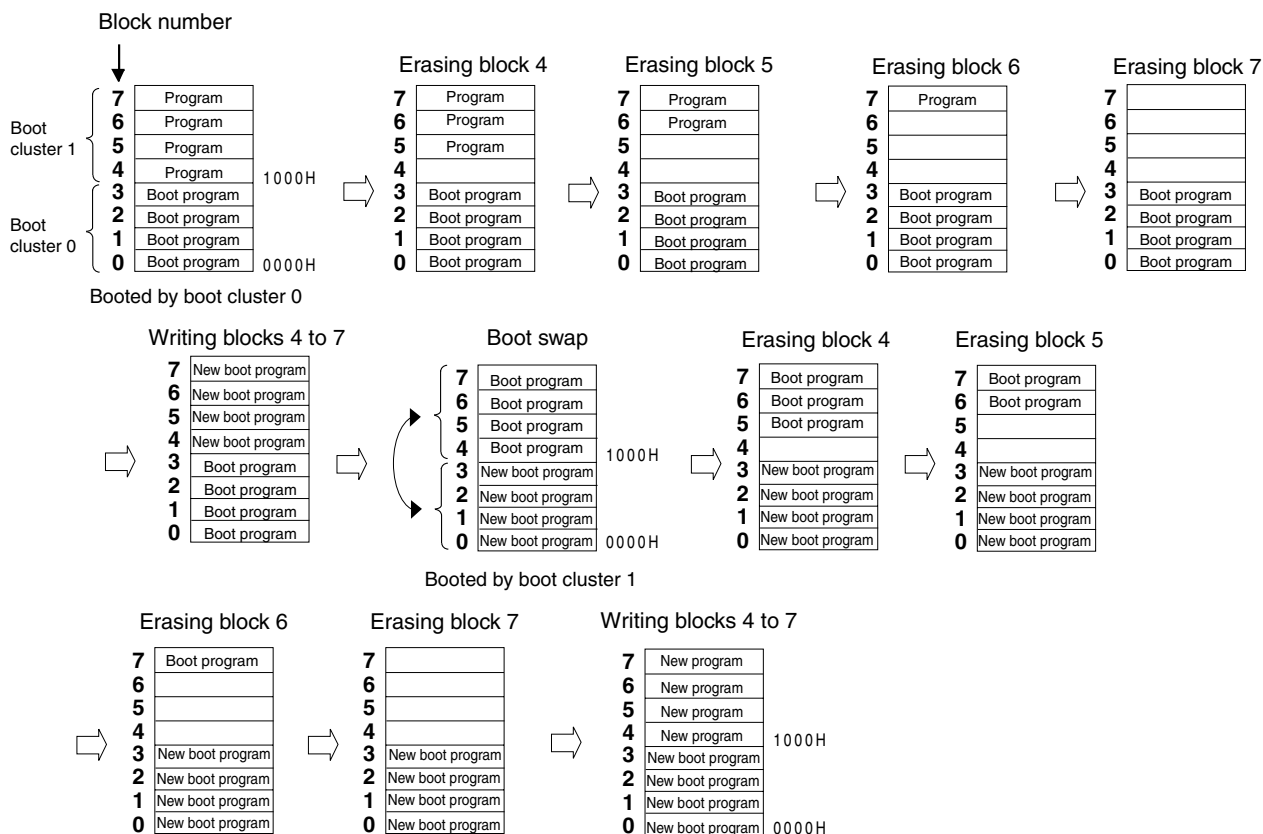 Block number
Erasing block 4
Erasing block 5
Erasing block 6
Erasing block 7
Boot
cluster 1
Boot
cluster 0
7 Program
6 Program
5 Program
4 Program
1000H
3 Boot program
2 Boot program
1 Boot program
0 Boot program
0000H
Booted by boot cluster 0
7 Program
6 Program
5 Program
4
3 Boot program
2 Boot program
1 Boot program
0 Boot program
7 Program
6 Program
5
4
3 Boot program
2 Boot program
1 Boot program
0 Boot program
7 Program
6
5
4
3 Boot program
2 Boot program
1 Boot program
0 Boot program
7
6
5
4
3 Boot program
2 Boot program
1 Boot program
0 Boot program
Writing blocks 4 to 7
7 New boot program
6 New boot program
5 New boot program
4 New boot program
3 Boot program
2 Boot program
1 Boot program
0 Boot program
Boot swap
7 Boot program
6 Boot program
5 Boot program
4 Boot program
1000H
3 New boot program
2 New boot program
1 New boot program
0 New boot program
0000H
Booted by boot cluster 1
Erasing block 4
7 Boot program
6 Boot program
5 Boot program
4
3 New boot program
2 New boot program
1 New boot program
0 New boot program
Erasing block 5
7 Boot program
6 Boot program
5
4
3 New boot program
2 New boot program
1 New boot program
0 New boot program
Erasing block 6
7 Boot program
6
5
4
3 New boot program
2 New boot program
1 New boot program
0 New boot program
Erasing block 7
7
6
5
4
3 New boot program
2 New boot program
1 New boot program
0 New boot program
Writing blocks 4 to 7
7 New program
6 New program
5 New program
4 New program
1000H
3 New boot program
2 New boot program
1 New boot program
0 New boot program
0000H